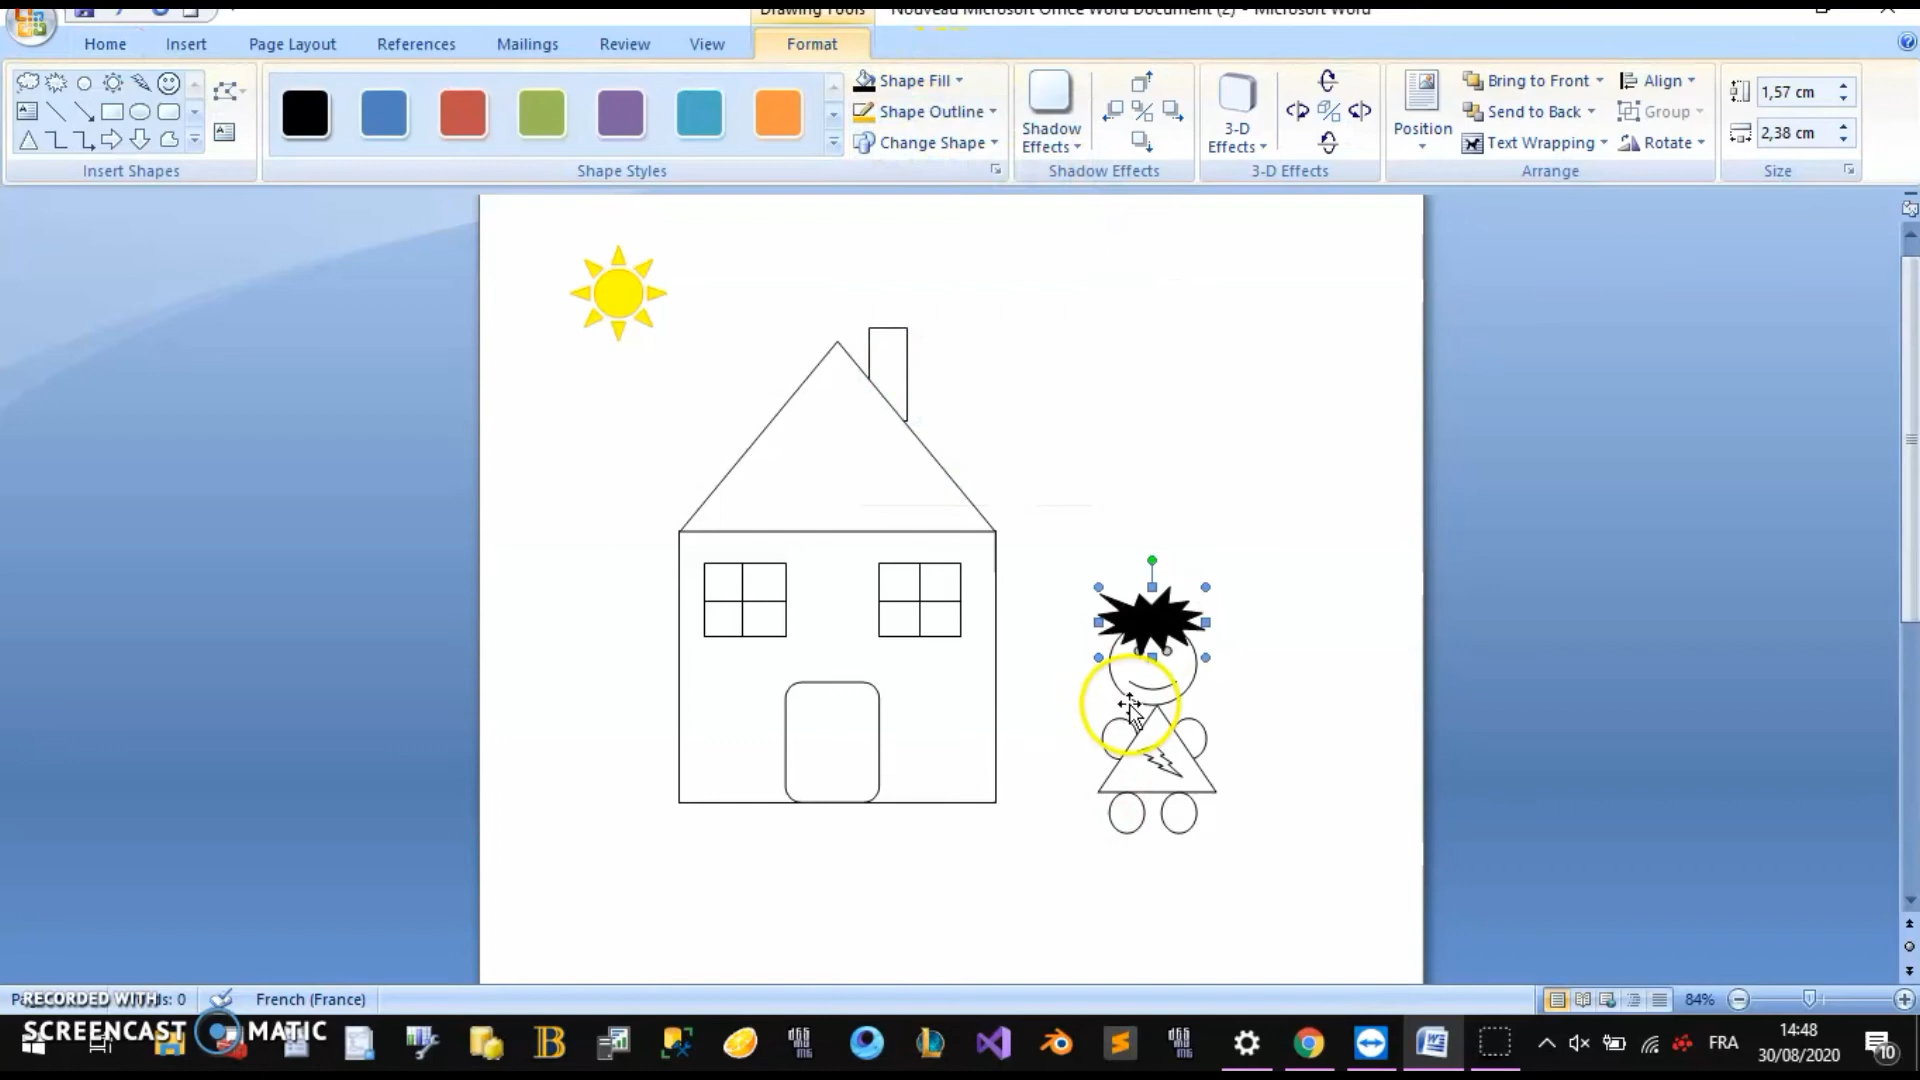 Drawing Tools Nouveau Microsoft Office Word Document (2) - Microsoft Word
Home Insert Page Layout References Mailings Review View Format
Shape Fill
Shape Outline
Change Shape
Shadow Effects
3-D Effects
Position
Bring to Front
Send to Back
Text Wrapping
Align
Group
Rotate
1,57 cm
2,38 cm
Insert Shapes Shape Styles Shadow Effects 3-D Effects Arrange Size
RECORDED WITH
SCREENCAST MATIC
ds: 0 French (France) 84%
FRA
14:48
30/08/2020
10